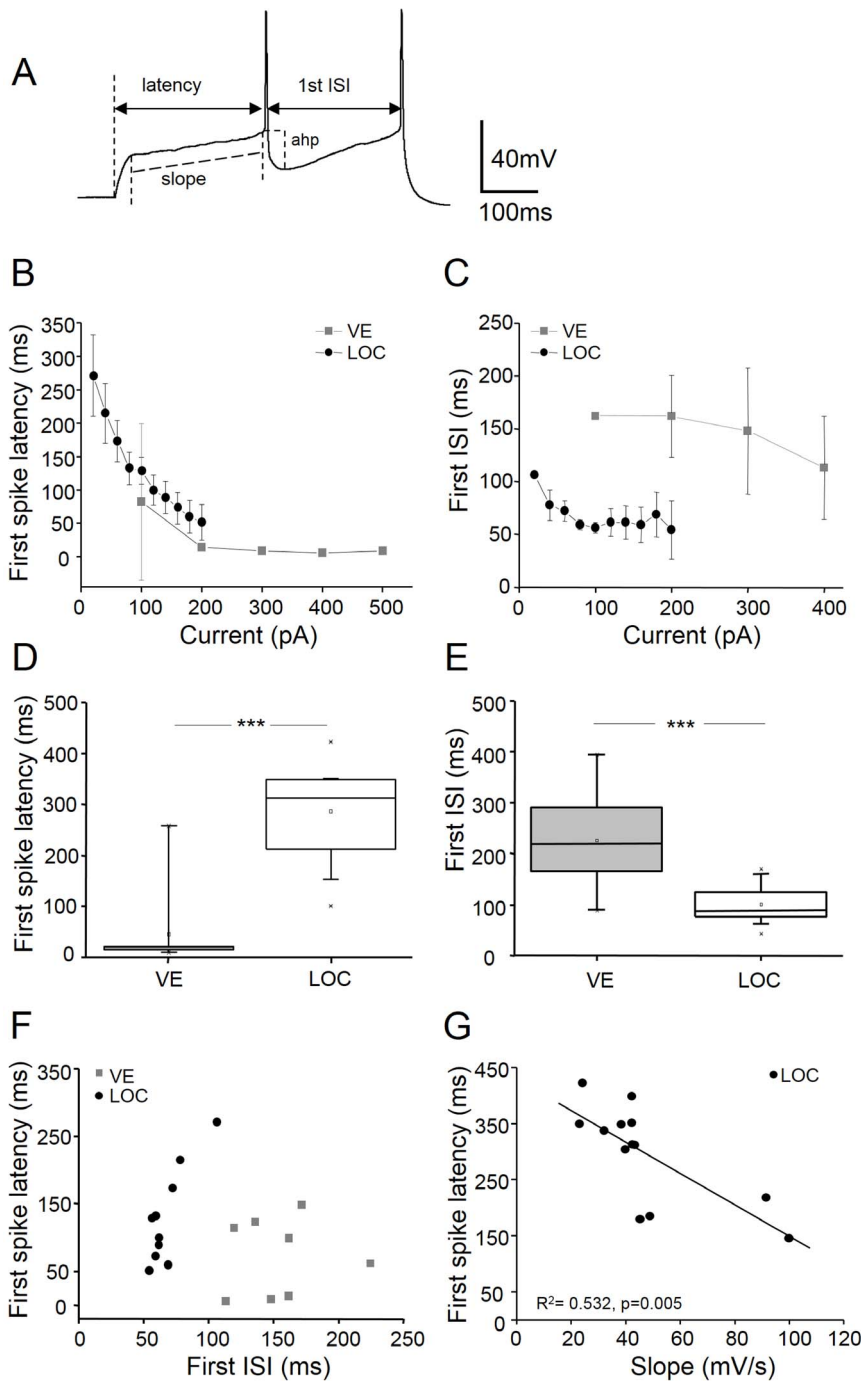 A
latency
1st ISI
ahp
slope
40mV
100ms
B
First spike latency (ms)
350
300
250
200
150
100
50
0
VE
LOC
0
100
200
300
400
500
Current (pA)
C
First ISI (ms)
250
200
150
100
50
0
VE
LOC
0
100
200
300
400
Current (pA)
D
First spike latency (ms)
500
400
300
200
100
0
***
VE
LOC
E
First ISI (ms)
500
400
300
200
100
0
***
VE
LOC
F
First spike latency (ms)
350
250
150
50
0
VE
LOC
0
50
100
150
200
250
First ISI (ms)
G
First spike latency (ms)
450
350
250
150
50
0
LOC
R²= 0.532, p=0.005
0
20
40
60
80
100
120
Slope (mV/s)